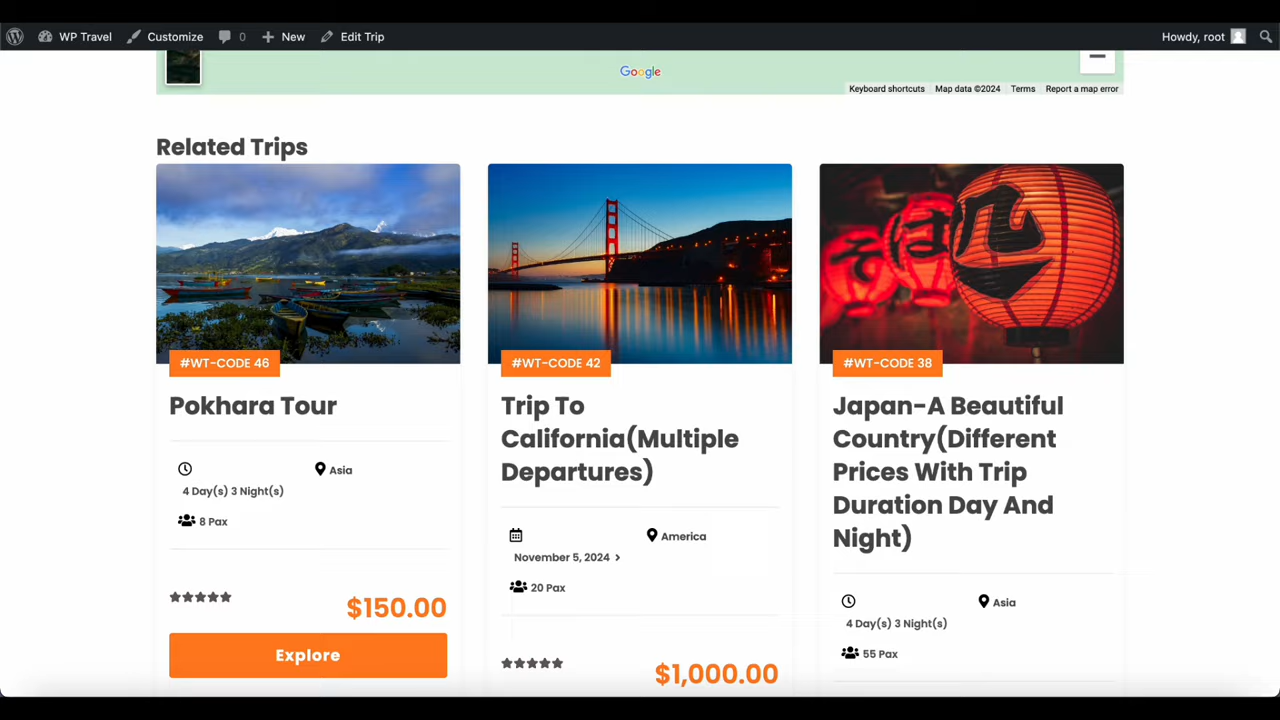 WP Travel Customize 0 New Edit Trip Howdy, root
Google
Keyboard shortcuts Map data ©2024 Terms Report a map error
Related Trips
#WT-CODE 46
Pokhara Tour
Asia
4 Day(s) 3 Night(s)
8 Pax
$150.00
Explore
#WT-CODE 42
Trip To
California(Multiple
Departures)
America
November 5, 2024 >
20 Pax
$1,000.00
#WT-CODE 38
Japan-A Beautiful
Country(Different
Prices With Trip
Duration Day And
Night)
Asia
4 Day(s) 3 Night(s)
55 Pax